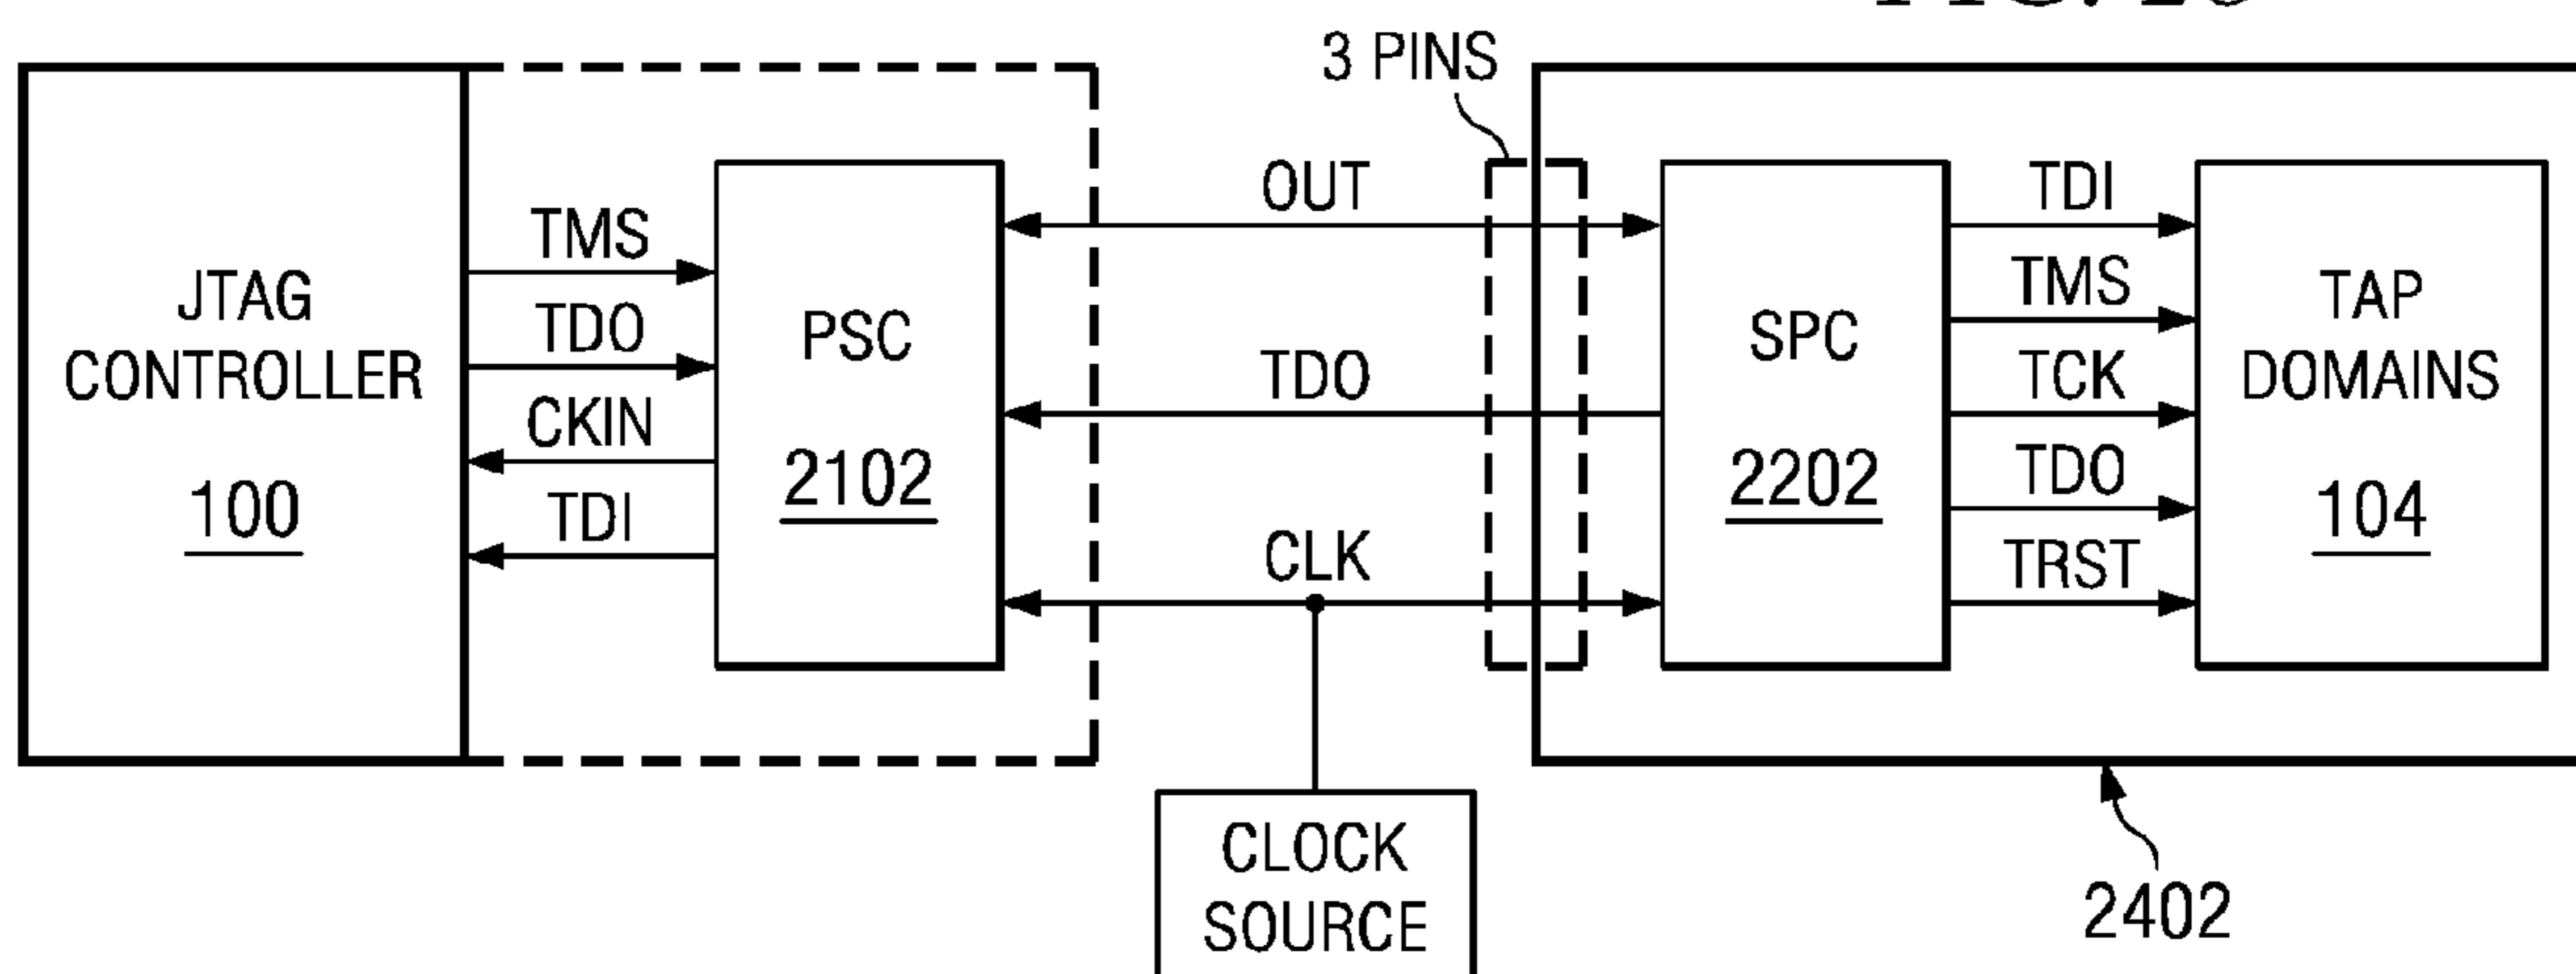 3 PINS
JTAG
CONTROLLER
100
TMS
TDO
CKIN
TDI
PSC
2102
OUT
TDO
CLK
SPC
2202
TDI
TMS
TCK
TDO
TRST
TAP
DOMAINS
104
CLOCK
SOURCE
2402